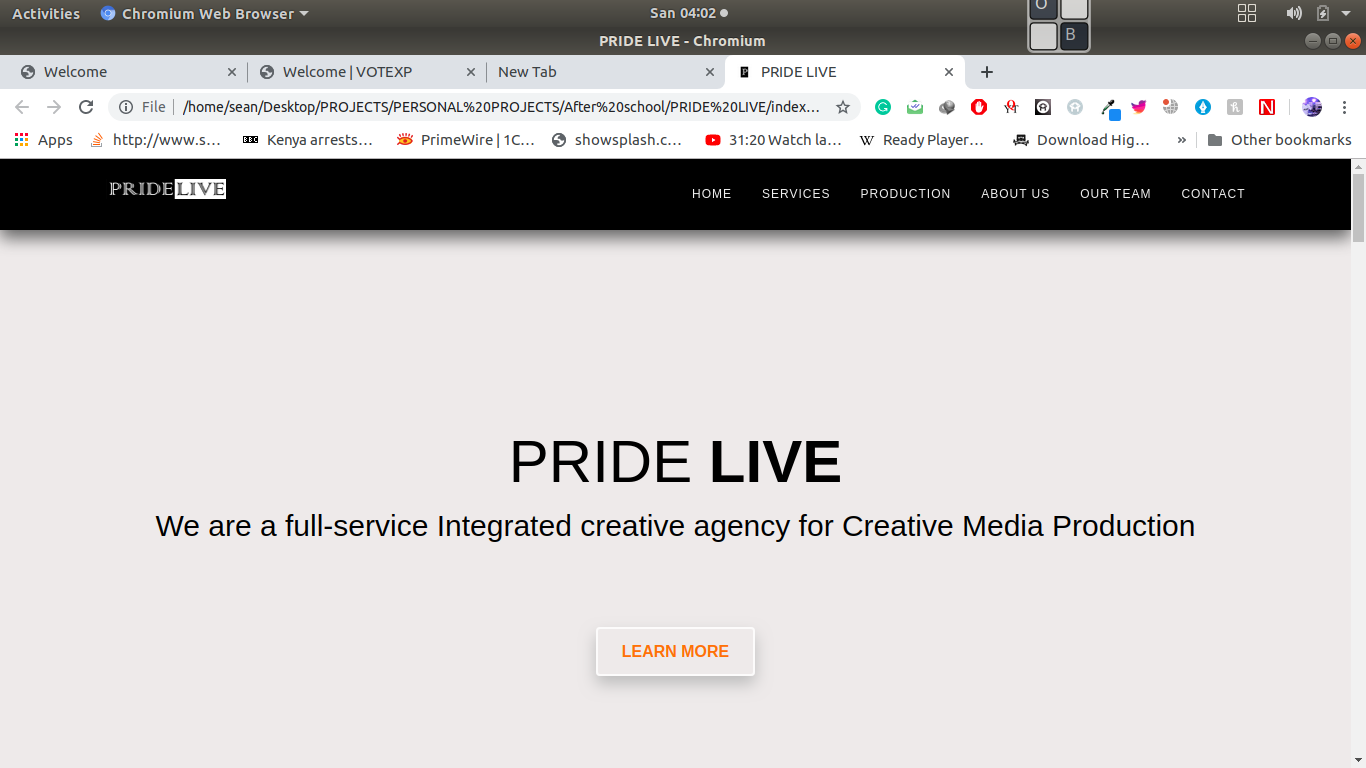 Activities Chromium Web Browser San 04:02
O
B
PRIDE LIVE - Chromium
Welcome Welcome | VOTEXP New Tab PRIDE LIVE
File /home/sean/Desktop/PROJECTS/PERSONAL%20PROJECTS/After%20school/PRIDE%20LIVE/index…
Apps http://www.s… BBC Kenya arrests… PrimeWire | 1C… showsplash.c… 31:20 Watch la… W Ready Player… Download Hig… » Other bookmarks
PRIDELIVE HOME SERVICES PRODUCTION ABOUT US OUR TEAM CONTACT
PRIDE LIVE
We are a full-service Integrated creative agency for Creative Media Production
LEARN MORE